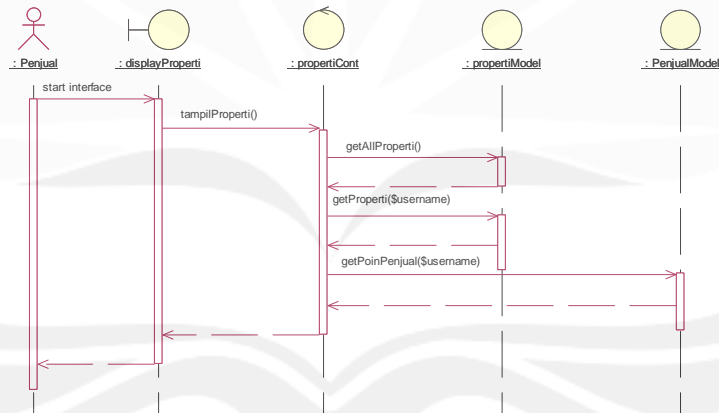 : Penjual
: displayProperti
: propertiCont
: propertiModel
: PenjualModel
start interface
tampilProperti()
getAllProperti()
getProperti($username)
getPoinPenjual($username)